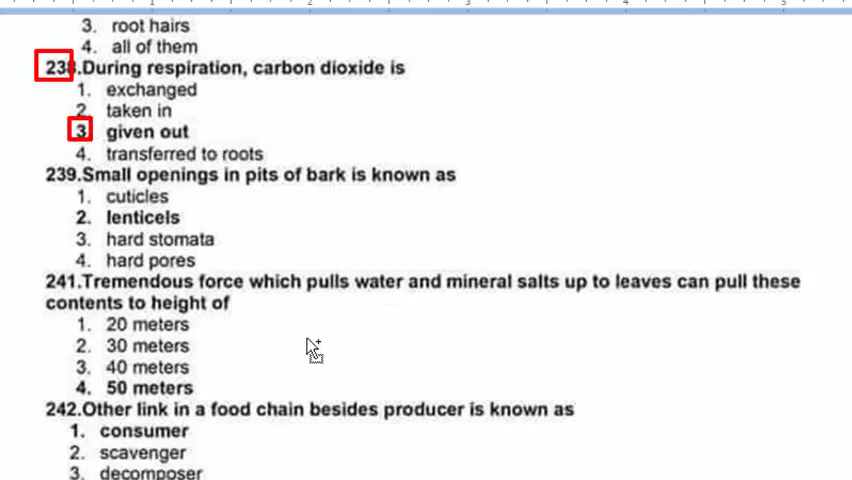 3. root hairs
4. all of them
238.During respiration, carbon dioxide is
1. exchanged
2. taken in
3. given out
4. transferred to roots
239.Small openings in pits of bark is known as
1. cuticles
2. lenticels
3. hard stomata
4. hard pores
241.Tremendous force which pulls water and mineral salts up to leaves can pull these
contents to height of
1. 20 meters
2. 30 meters
3. 40 meters
4. 50 meters
242.Other link in a food chain besides producer is known as
1. consumer
2. scavenger
3. decomposer